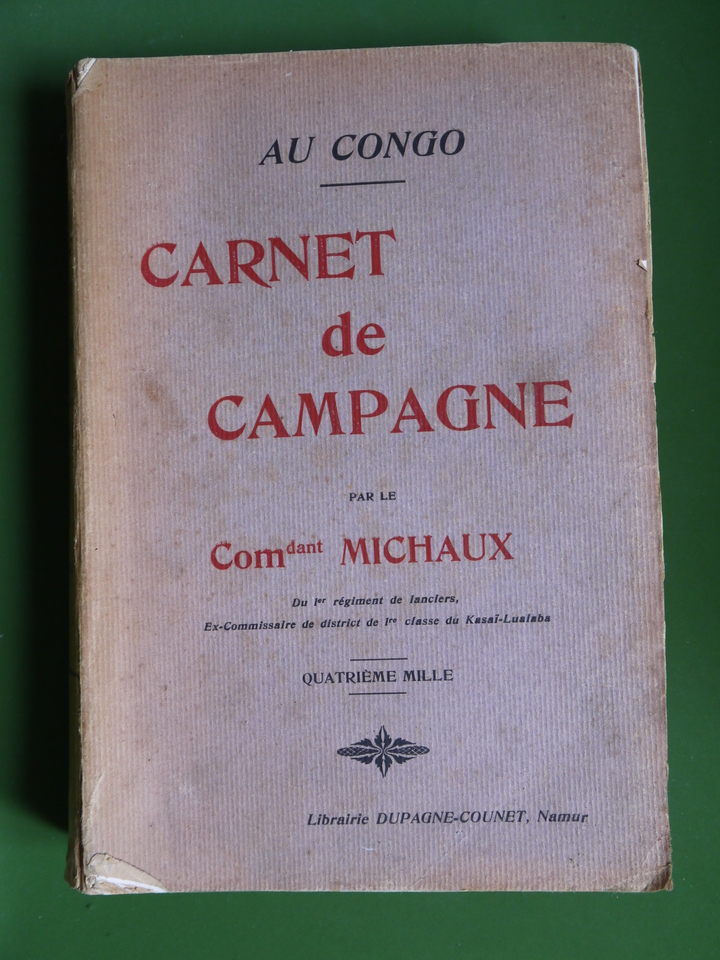 AU CONGO
CARNET
de
CAMPAGNE
PAR LE
Comdant MICHAUX
Du 1er régiment de lanciers,
Ex-Commissaire de district de 1re classe du Kasaï-Lualaba
QUATRIÈME MILLE
Librairie DUPAGNE-COUNET, Namur